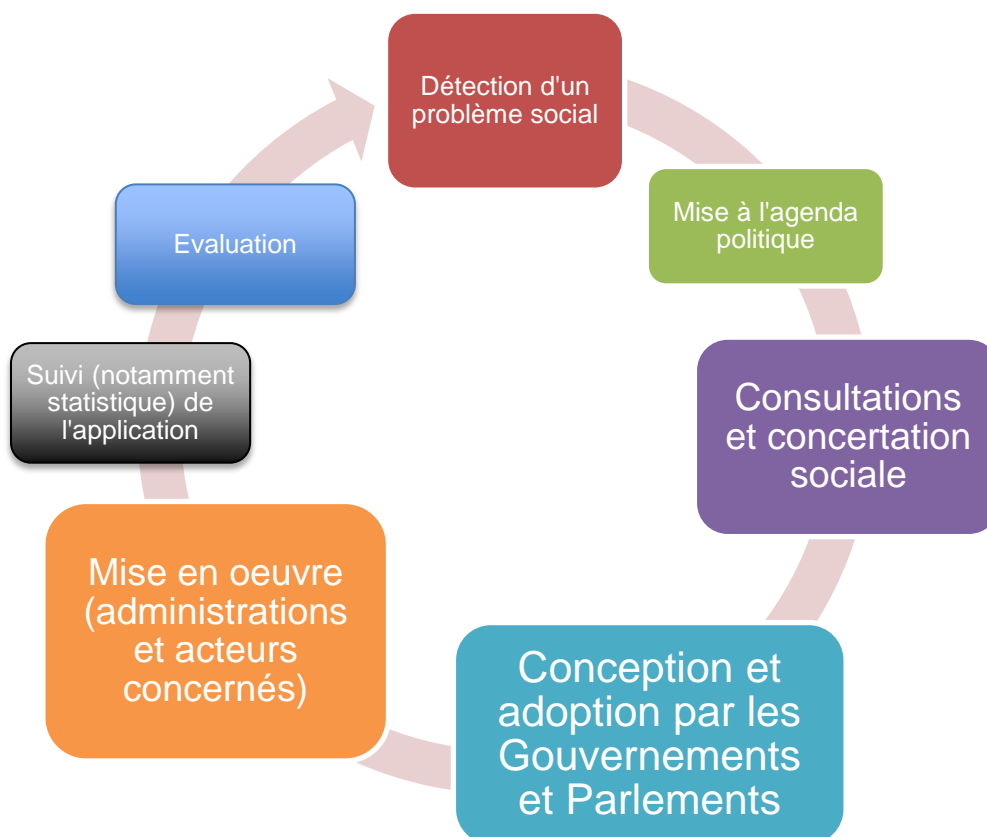 Détection d'un
problème social
Mise à l'agenda
politique
Consultations
et concertation
sociale
Conception et
adoption par les
Gouvernements
et Parlements
Mise en oeuvre
(administrations
et acteurs
concernés)
Suivi (notamment
statistique) de
l'application
Evaluation